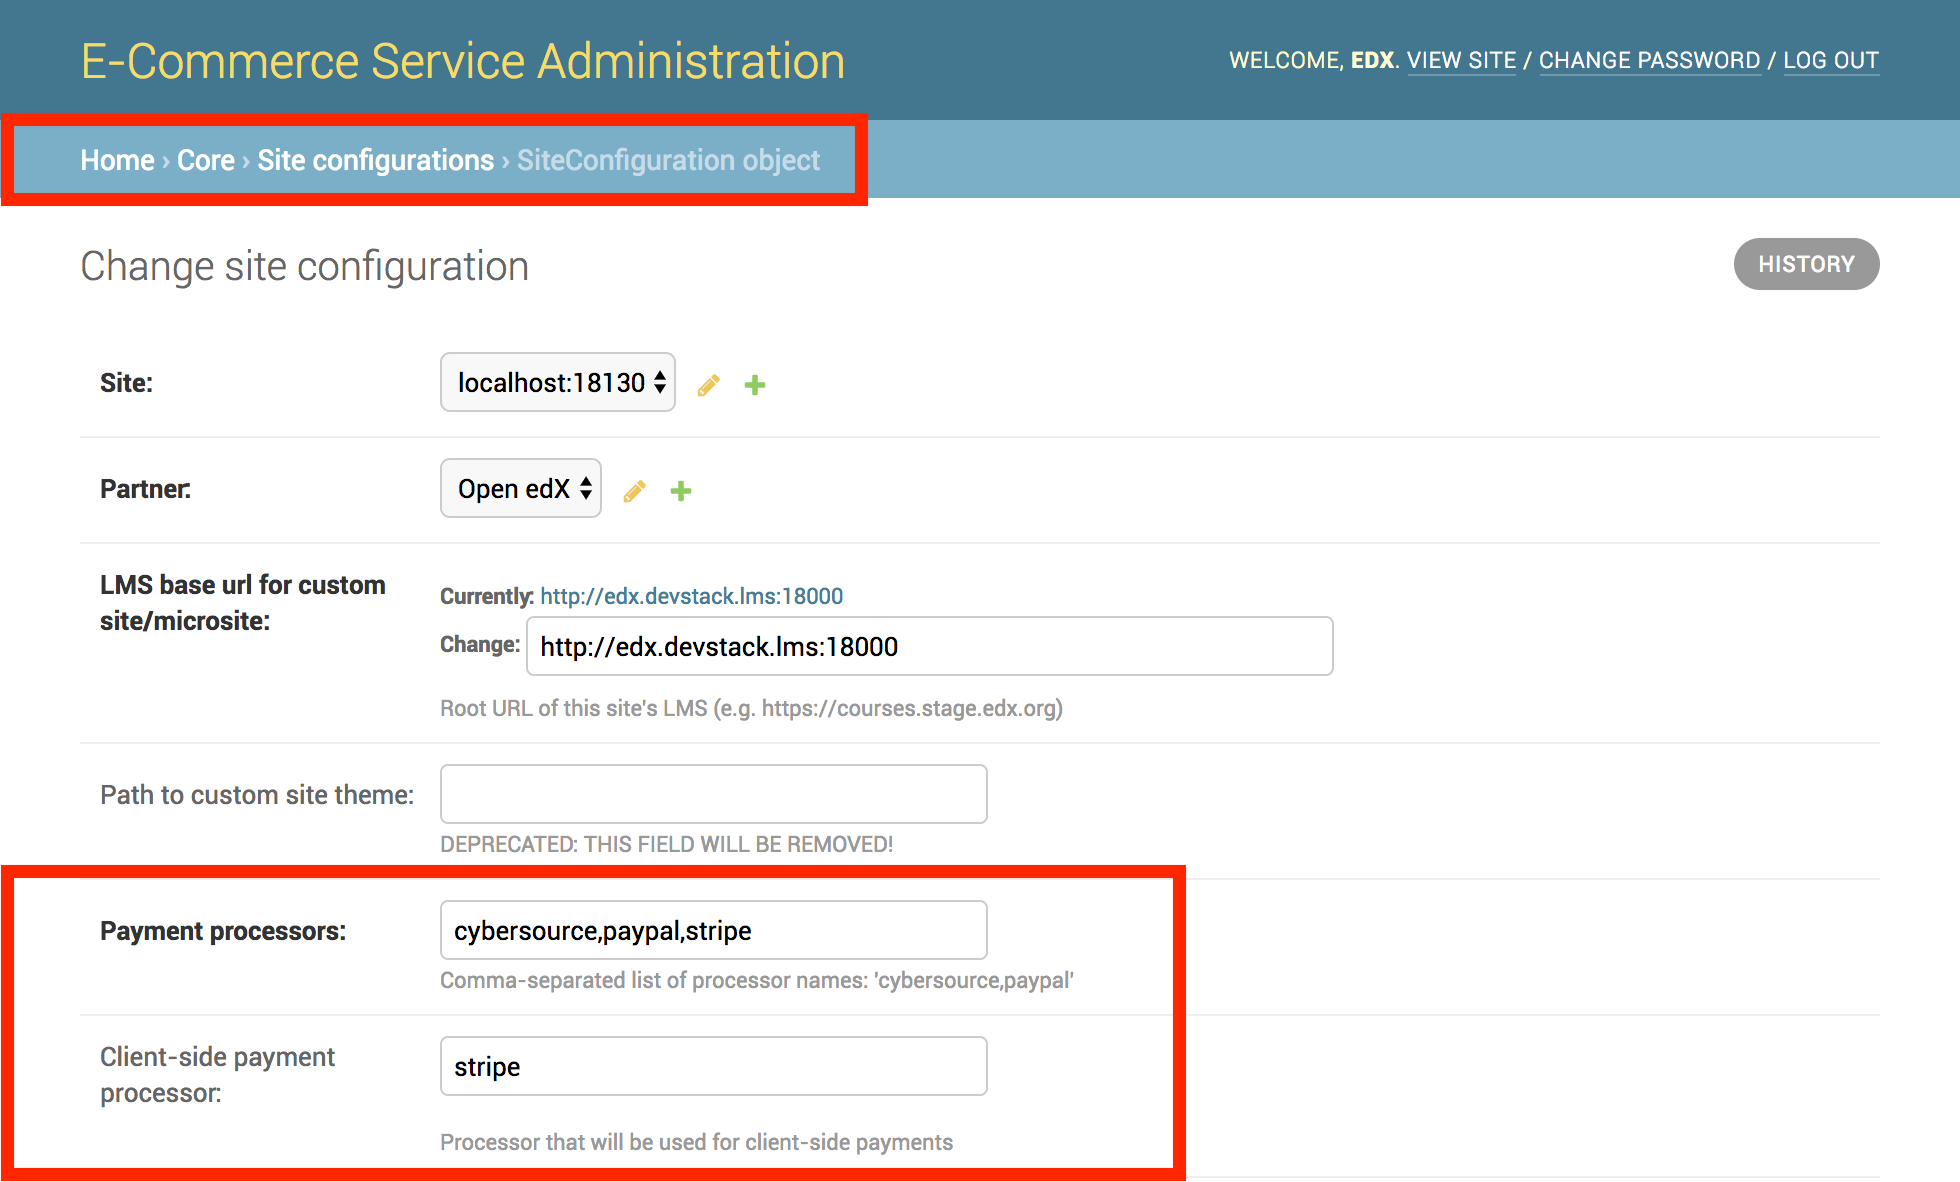 E-Commerce Service Administration
WELCOME, EDX. VIEW SITE / CHANGE PASSWORD / LOG OUT
Home › Core › Site configurations › SiteConfiguration object
Change site configuration
HISTORY
Site:
localhost:18130
Partner:
Open edX
LMS base url for custom
site/microsite:
Currently: http://edx.devstack.lms:18000
Change: http://edx.devstack.lms:18000
Root URL of this site's LMS (e.g. https://courses.stage.edx.org)
Path to custom site theme:
DEPRECATED: THIS FIELD WILL BE REMOVED!
Payment processors:
cybersource,paypal,stripe
Comma-separated list of processor names: 'cybersource,paypal'
Client-side payment
processor:
stripe
Processor that will be used for client-side payments